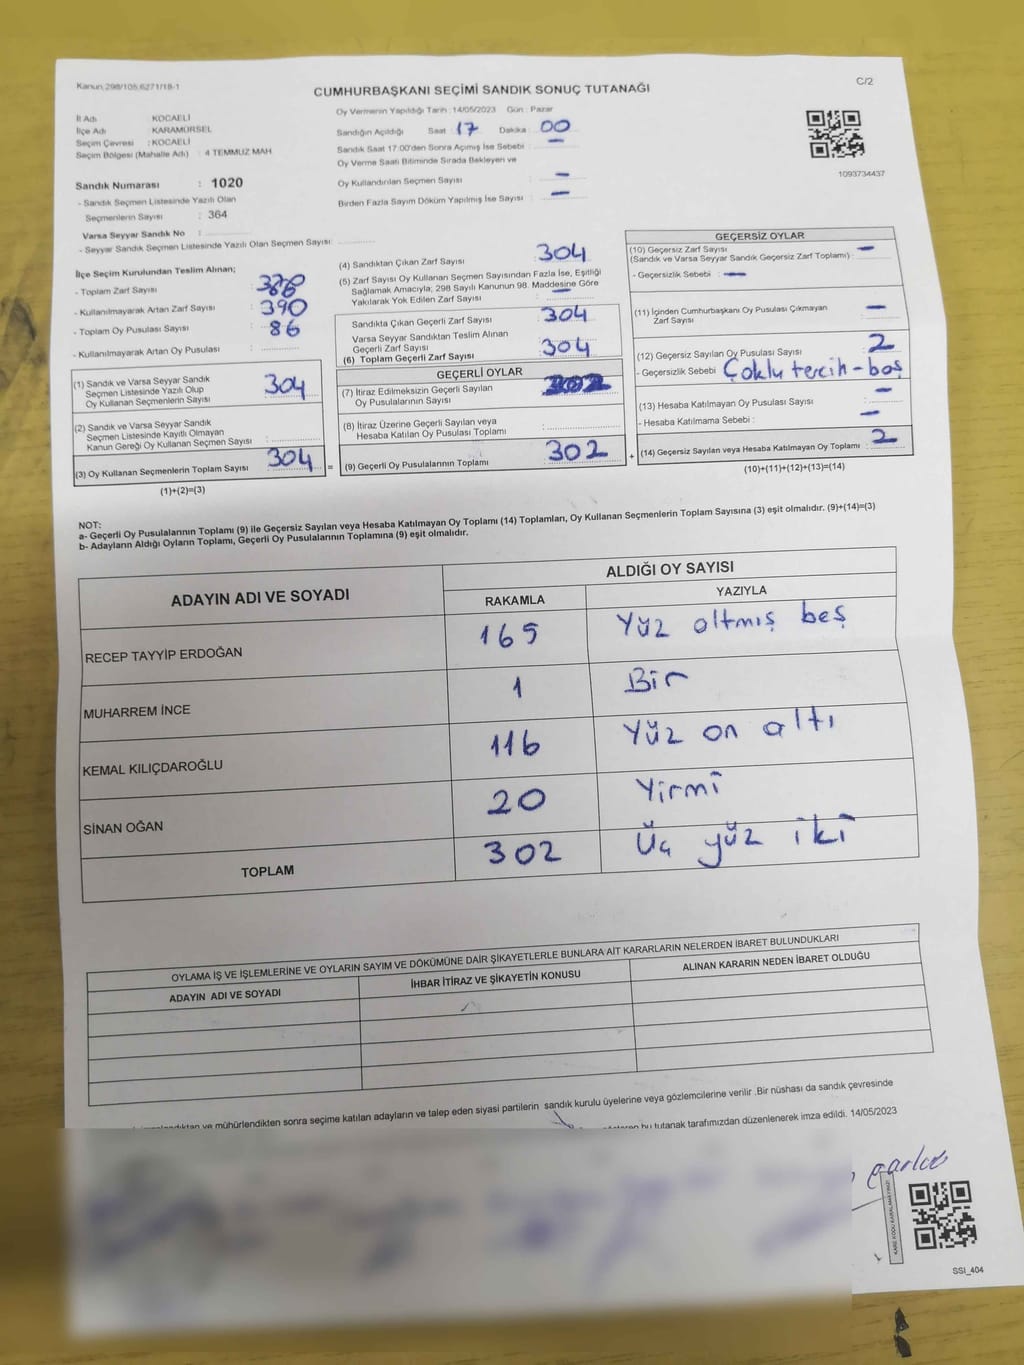 Kanun 298/105,6271/18-1
C/2
CUMHURBAŞKANI SEÇİMİ SANDIK SONUÇ TUTANAĞI
İl Adı KOCAELİ
İlçe Adı KARAMÜRSEL
Seçim Çevresi : KOCAELİ
Seçim Bölgesi (Mahalle Adı) : 4 TEMMUZ MAH
Oy Vermenin Yapıldığı Tarih : 14/05/2023 Gün : Pazar
Sandığın Açıldığı Saat : 17 Dakika : 00
Sandık Saat 17:00'den Sonra Açımış İse Sebebi : —
Oy Verme Saati Bitiminde Sırada Bekleyen ve
Oy Kullandırılan Seçmen Sayısı : —
Birden Fazla Sayım Döküm Yapılmış İse Sayısı : —
1093734437
Sandık Numarası : 1020
- Sandık Seçmen Listesinde Yazılı Olan
Seçmenlerin Sayısı : 364
Varsa Seyyar Sandık No :
- Seyyar Sandık Seçmen Listesinde Yazılı Olan Seçmen Sayısı:
İlçe Seçim Kurulundan Teslim Alınan;
- Toplam Zarf Sayısı :
- Kullanılmayarak Artan Zarf Sayısı : 390
- Toplam Oy Pusulası Sayısı : 86
- Kullanılmayarak Artan Oy Pusulası :
(1) Sandık ve Varsa Seyyar Sandık
Seçmen Listesinde Yazılı Olup
Oy Kullanan Seçmenlerin Sayısı : 304
(2) Sandık ve Varsa Seyyar Sandık
Seçmen Listesinde Kayıtlı Olmayan
Kanun Gereği Oy Kullanan Seçmen Sayısı :
(3) Oy Kullanan Seçmenlerin Toplam Sayısı : 304
(1)+(2)=(3)
=
(4) Sandıktan Çıkan Zarf Sayısı : 304
(5) Zarf Sayısı Oy Kullanan Seçmen Sayısından Fazla İse, Eşitliği
Sağlamak Amacıyla; 298 Sayılı Kanunun 98. Maddesine Göre
Yakılarak Yok Edilen Zarf Sayısı : —
Sandıkta Çıkan Geçerli Zarf Sayısı : 304
Varsa Seyyar Sandıktan Teslim Alınan
Geçerli Zarf Sayısı
(6) Toplam Geçerli Zarf Sayısı : 304
GEÇERLİ OYLAR
(7) İtiraz Edilmeksizin Geçerli Sayılan
Oy Pusulalarının Sayısı : 302
(8) İtiraz Üzerine Geçerli Sayılan veya
Hesaba Katılan Oy Pusulası Toplamı :
(9) Geçerli Oy Pusulalarının Toplamı : 302
+
GEÇERSİZ OYLAR
(10) Geçersiz Zarf Sayısı : —
(Sandık ve Varsa Seyyar Sandık Geçersiz Zarf Toplamı)
- Geçersizlik Sebebi : —
(11) İçinden Cumhurbaşkanı Oy Pusulası Çıkmayan
Zarf Sayısı : —
(12) Geçersiz Sayılan Oy Pusulası Sayısı : 2
- Geçersizlik Sebebi : Çoklu tercih - boş
(13) Hesaba Katılmayan Oy Pusulası Sayısı : —
- Hesaba Katılmama Sebebi : —
(14) Geçersiz Sayılan veya Hesaba Katılmayan Oy Toplamı : 2
(10)+(11)+(12)+(13)=(14)
NOT:
a- Geçerli Oy Pusulalarının Toplamı (9) ile Geçersiz Sayılan veya Hesaba Katılmayan Oy Toplamı (14) Toplamları, Oy Kullanan Seçmenlerin Toplam Sayısına (3) eşit olmalıdır. (9)+(14)=(3)
b- Adayların Aldığı Oyların Toplamı, Geçerli Oy Pusulalarının Toplamına (9) eşit olmalıdır.
ADAYIN ADI VE SOYADI
ALDIĞI OY SAYISI
RAKAMLA YAZIYLA
RECEP TAYYİP ERDOĞAN 165 Yüz altmış beş
MUHARREM İNCE 1 Bir
KEMAL KILIÇDAROĞLU 116 Yüz on altı
SİNAN OĞAN 20 Yirmi
TOPLAM 302 Üç yüz iki
OYLAMA İŞ VE İŞLEMLERİNE VE OYLARIN SAYIM VE DÖKÜMÜNE DAİR ŞİKAYETLERLE BUNLARA AİT KARARLARIN NELERDEN İBARET BULUNDUKLARI
ADAYIN ADI VE SOYADI İHBAR İTİRAZ VE ŞİKAYETİN KONUSU ALINAN KARARIN NEDEN İBARET OLDUĞU
ve mühürlendikten sonra seçime katılan adayların ve talep eden siyasi partilerin sandık kurulu üyelerine veya gözlemcilerine verilir .Bir nüshası da sandık çevresinde
bu tutanak tarafımızdan düzenlenerek imza edildi. 14/05/2023
SSI_404